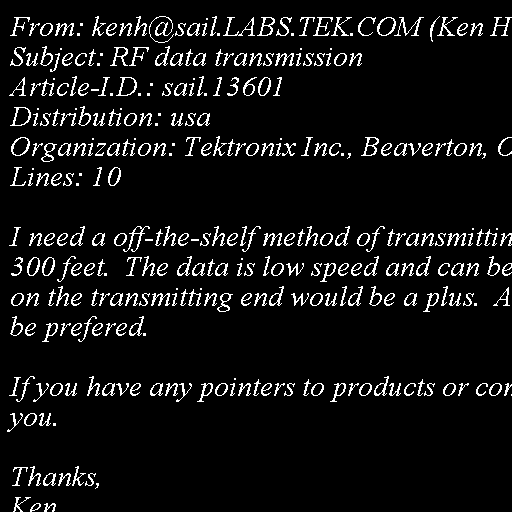 From: kenh@sail.LABS.TEK.COM (Ken H
Subject: RF data transmission
Article-I.D.: sail.13601
Distribution: usa
Organization: Tektronix Inc., Beaverton, O
Lines: 10

I need a off-the-shelf method of transmittin
300 feet.  The data is low speed and can be
on the transmitting end would be a plus.  A
be prefered.

If you have any pointers to products or con
you.

Thanks,
Ken